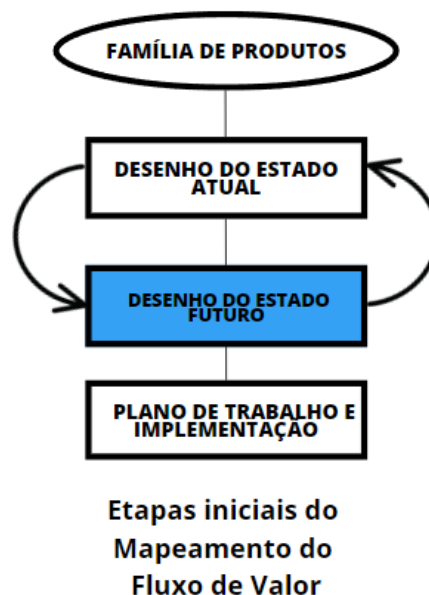 FAMÍLIA DE PRODUTOS
DESENHO DO ESTADO
ATUAL
DESENHO DO ESTADO
FUTURO
PLANO DE TRABALHO E
IMPLEMENTAÇÃO
Etapas iniciais do
Mapeamento do
Fluxo de Valor